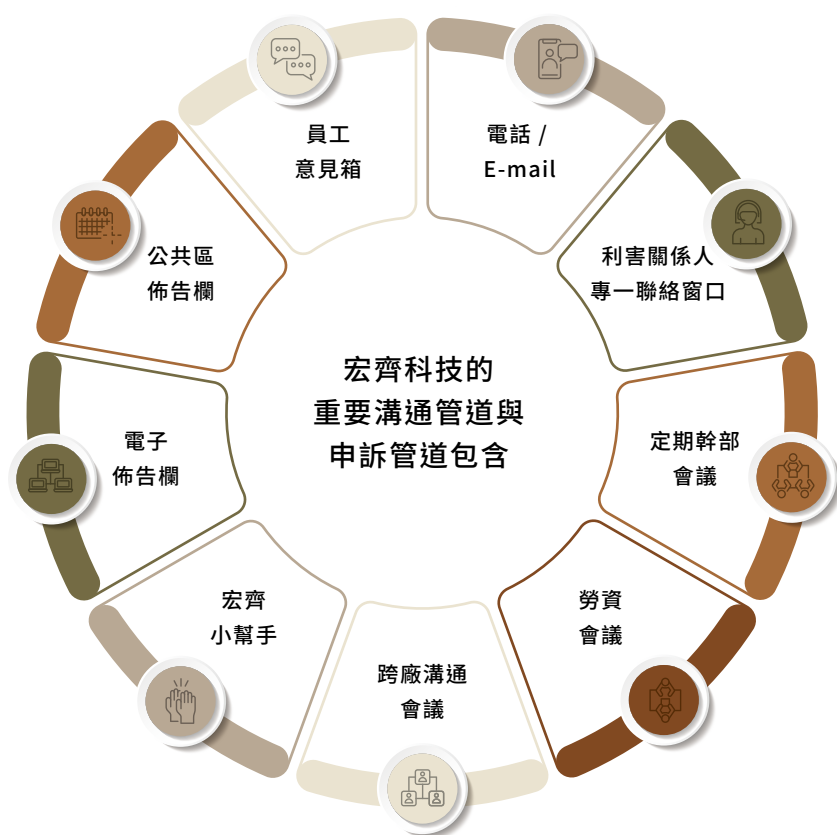 宏齊科技的
重要溝通管道與
申訴管道包含
電話 /
E-mail
利害關係人
專一聯絡窗口
定期幹部
會議
勞資
會議
跨廠溝通
會議
宏齊
小幫手
電子
佈告欄
公共區
佈告欄
員工
意見箱